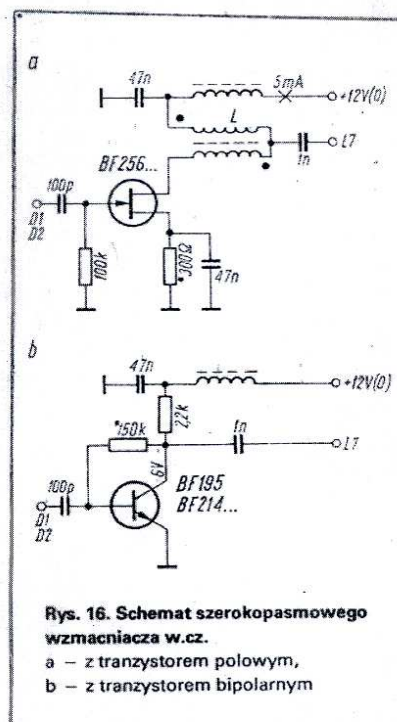 a
47n
5mA
+12V(0)
L
1n
L7
BF256...
100p
D1
D2
100k
*300Ω
47n
b
47n
+12V(0)
2,2k
*150k
1n
L7
6V
100p
BF195
BF214...
D1
D2
Rys. 16. Schemat szerokopasmowego
wzmacniacza w.cz.
a – z tranzystorem polowym,
b – z tranzystorem bipolarnym